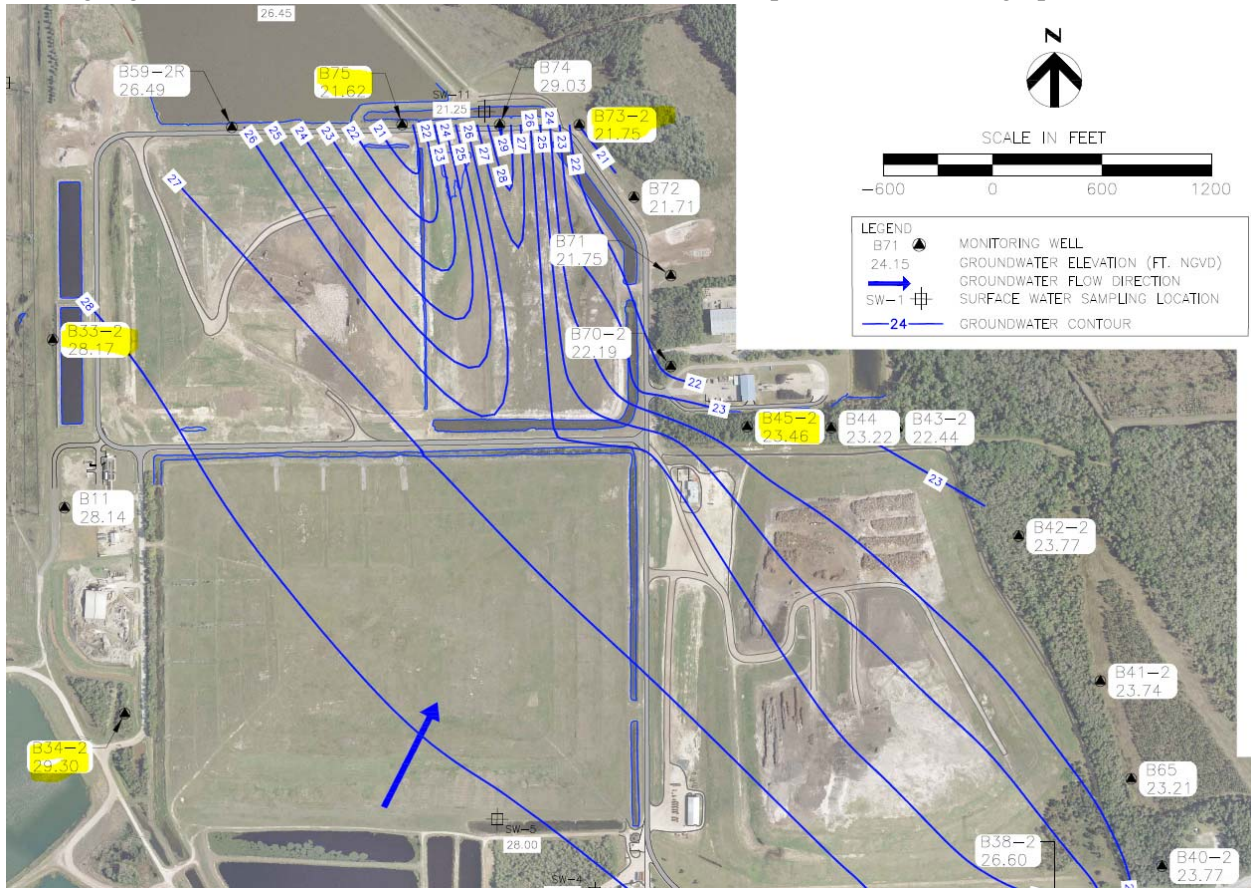 26.45
N
SCALE IN FEET
-600 0 600 1200
LEGEND
B71 MONITORING WELL
24.15 GROUNDWATER ELEVATION (FT. NGVD)
GROUNDWATER FLOW DIRECTION
SW-1 SURFACE WATER SAMPLING LOCATION
24 GROUNDWATER CONTOUR
B59-2R
26.49
B75
21.62
SW-11
21.25
B74
29.03
B73-2
21.75
26 25 24 23 22 21 22 24 26 29 27 26 25 24 23 22 21
23 25 27 28
27
B72
21.71
B71
21.75
28
B33-2
28.17
B70-2
22.19
22
23
B45-2
23.46
B44
23.22
B43-2
22.44
23
B11
28.14
B42-2
23.77
B41-2
23.74
B34-2
29.30
B65
23.21
SW-5
28.00
B38-2
26.60
B40-2
23.77
SW-4